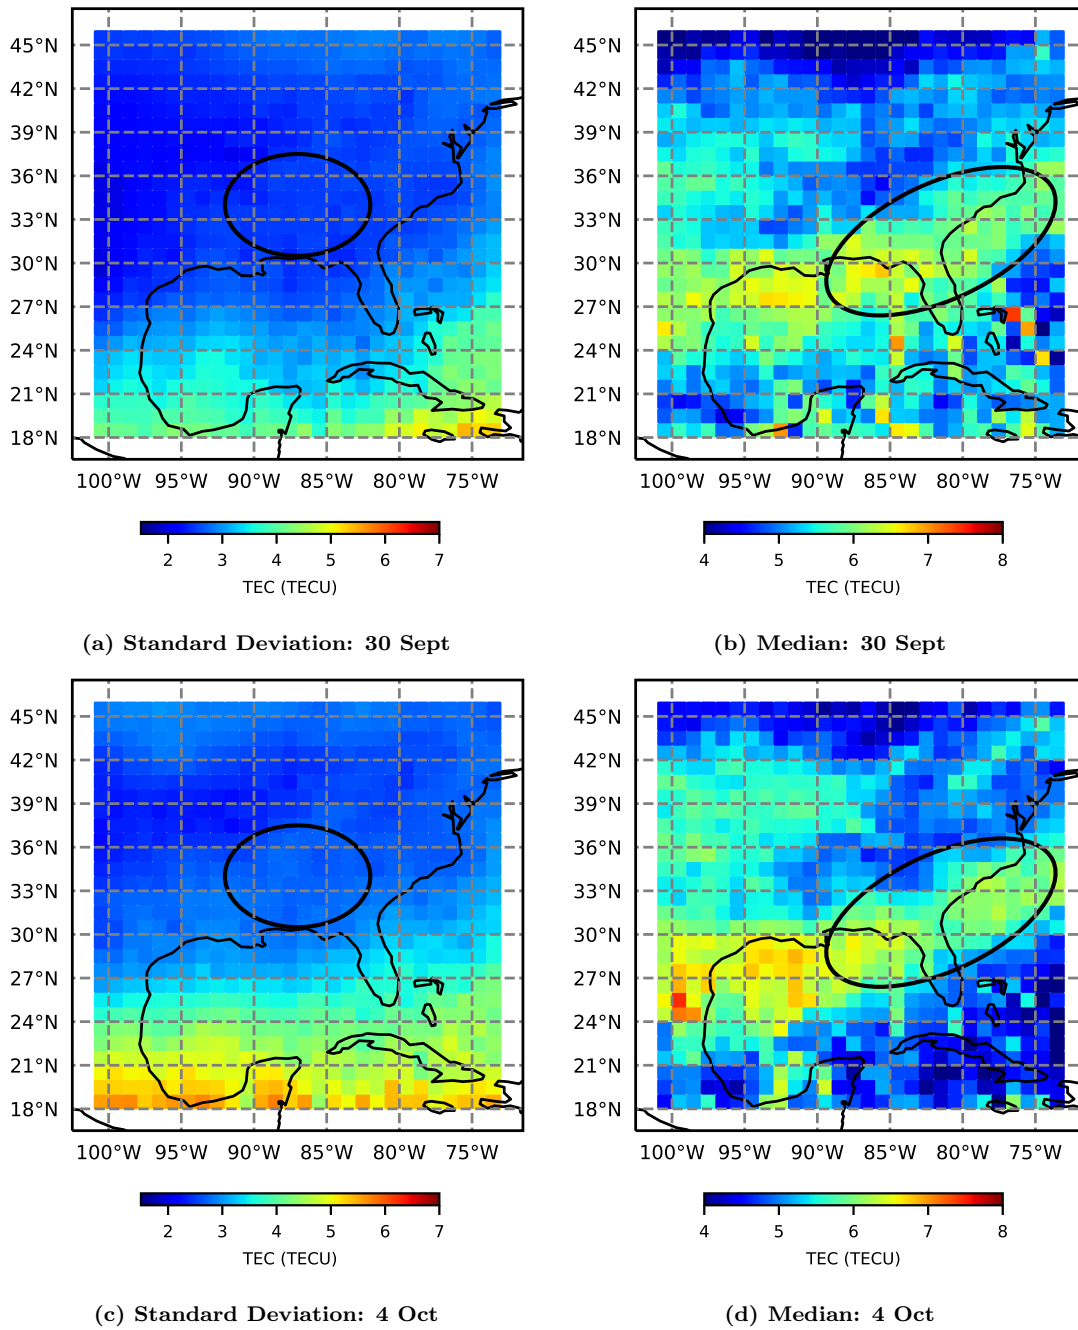 45°N
42°N
39°N
36°N
33°N
30°N
27°N
24°N
21°N
18°N
100°W 95°W 90°W 85°W 80°W 75°W
2 3 4 5 6 7
TEC (TECU)
(a) Standard Deviation: 30 Sept
45°N
42°N
39°N
36°N
33°N
30°N
27°N
24°N
21°N
18°N
100°W 95°W 90°W 85°W 80°W 75°W
4 5 6 7 8
TEC (TECU)
(b) Median: 30 Sept
45°N
42°N
39°N
36°N
33°N
30°N
27°N
24°N
21°N
18°N
100°W 95°W 90°W 85°W 80°W 75°W
2 3 4 5 6 7
TEC (TECU)
(c) Standard Deviation: 4 Oct
45°N
42°N
39°N
36°N
33°N
30°N
27°N
24°N
21°N
18°N
100°W 95°W 90°W 85°W 80°W 75°W
4 5 6 7 8
TEC (TECU)
(d) Median: 4 Oct